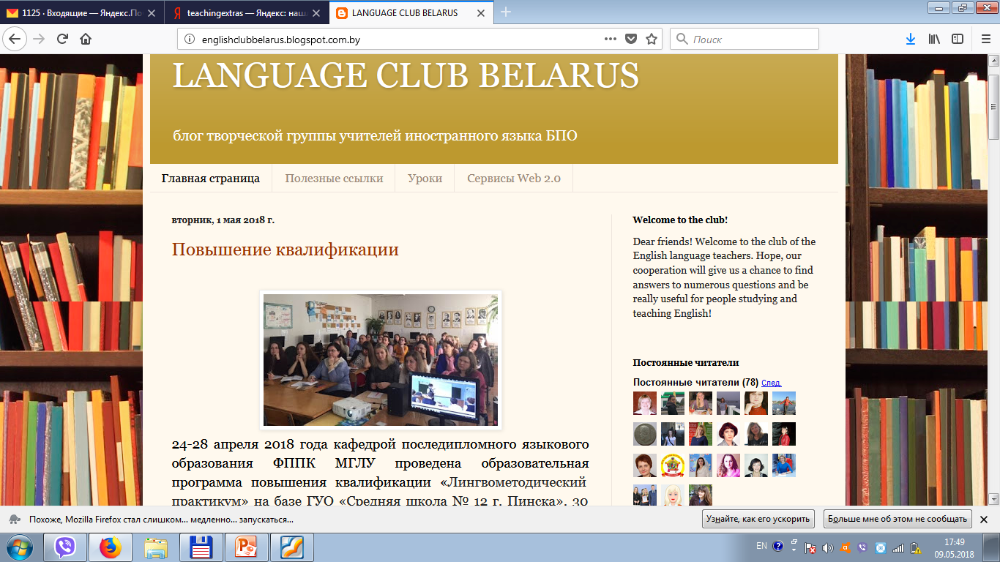 1125 · Входящие — Яндекс.По
teachingextras — Яндекс: наш
LANGUAGE CLUB BELARUS
englishclubbelarus.blogspot.com.by
Поиск
LANGUAGE CLUB BELARUS
блог творческой группы учителей иностранного языка БПО
Главная страница
Полезные ссылки
Уроки
Сервисы Web 2.0
вторник, 1 мая 2018 г.
Повышение квалификации
24-28 апреля 2018 года кафедрой последипломного языкового
образования ФППК МГЛУ проведена образовательная
программа повышения квалификации «Лингвометодический
практикум» на базе ГУО «Средняя школа № 12 г. Пинска». 30
Welcome to the club!
Dear friends! Welcome to the club of the
English language teachers. Hope, our
cooperation will give us a chance to find
answers to numerous questions and be
really useful for people studying and
teaching English!
Постоянные читатели
Постоянные читатели (78) След.
Похоже, Mozilla Firefox стал слишком... медленно... запускаться...
Узнайте, как его ускорить
Больше мне об этом не сообщать
EN
17:49
09.05.2018